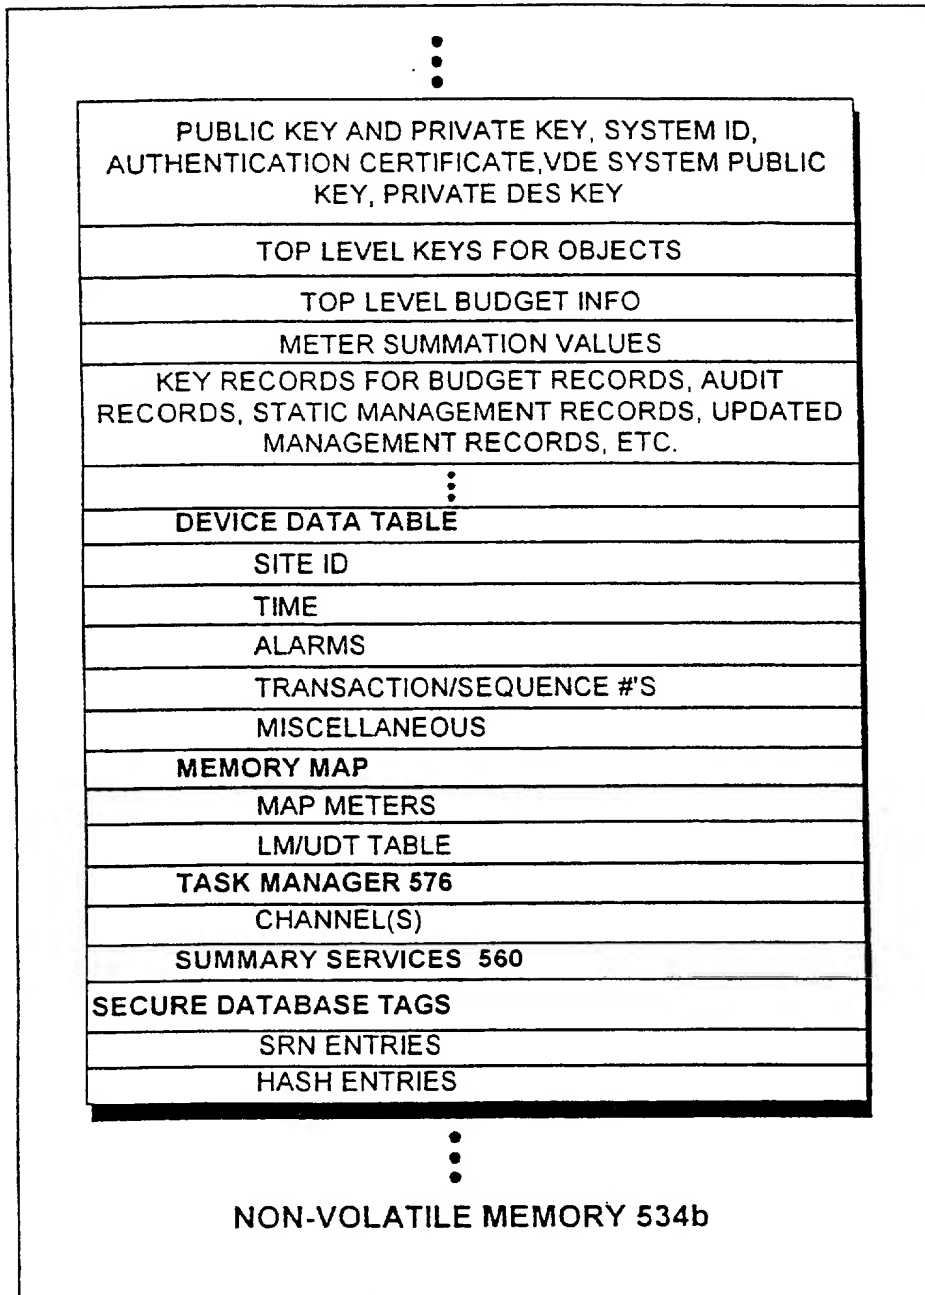 PUBLIC KEY AND PRIVATE KEY, SYSTEM ID,
AUTHENTICATION CERTIFICATE,VDE SYSTEM PUBLIC
KEY, PRIVATE DES KEY
TOP LEVEL KEYS FOR OBJECTS
TOP LEVEL BUDGET INFO
METER SUMMATION VALUES
KEY RECORDS FOR BUDGET RECORDS, AUDIT
RECORDS, STATIC MANAGEMENT RECORDS, UPDATED
MANAGEMENT RECORDS, ETC.
DEVICE DATA TABLE
SITE ID
TIME
ALARMS
TRANSACTION/SEQUENCE #'S
MISCELLANEOUS
MEMORY MAP
MAP METERS
LM/UDT TABLE
TASK MANAGER 576
CHANNEL(S)
SUMMARY SERVICES 560
SECURE DATABASE TAGS
SRN ENTRIES
HASH ENTRIES
NON-VOLATILE MEMORY 534b